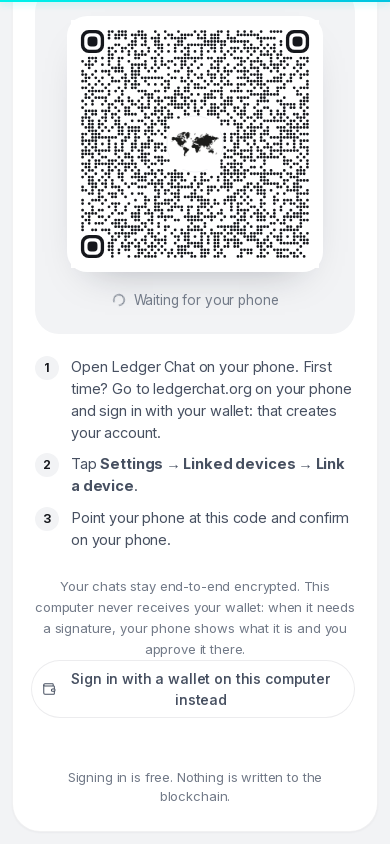 Waiting for your phone
1 Open Ledger Chat on your phone. First
time? Go to ledgerchat.org on your phone
and sign in with your wallet: that creates
your account.
2 Tap Settings → Linked devices → Link
a device.
3 Point your phone at this code and confirm
on your phone.
Your chats stay end-to-end encrypted. This
computer never receives your wallet: when it needs
a signature, your phone shows what it is and you
approve it there.
Sign in with a wallet on this computer
instead
Signing in is free. Nothing is written to the
blockchain.